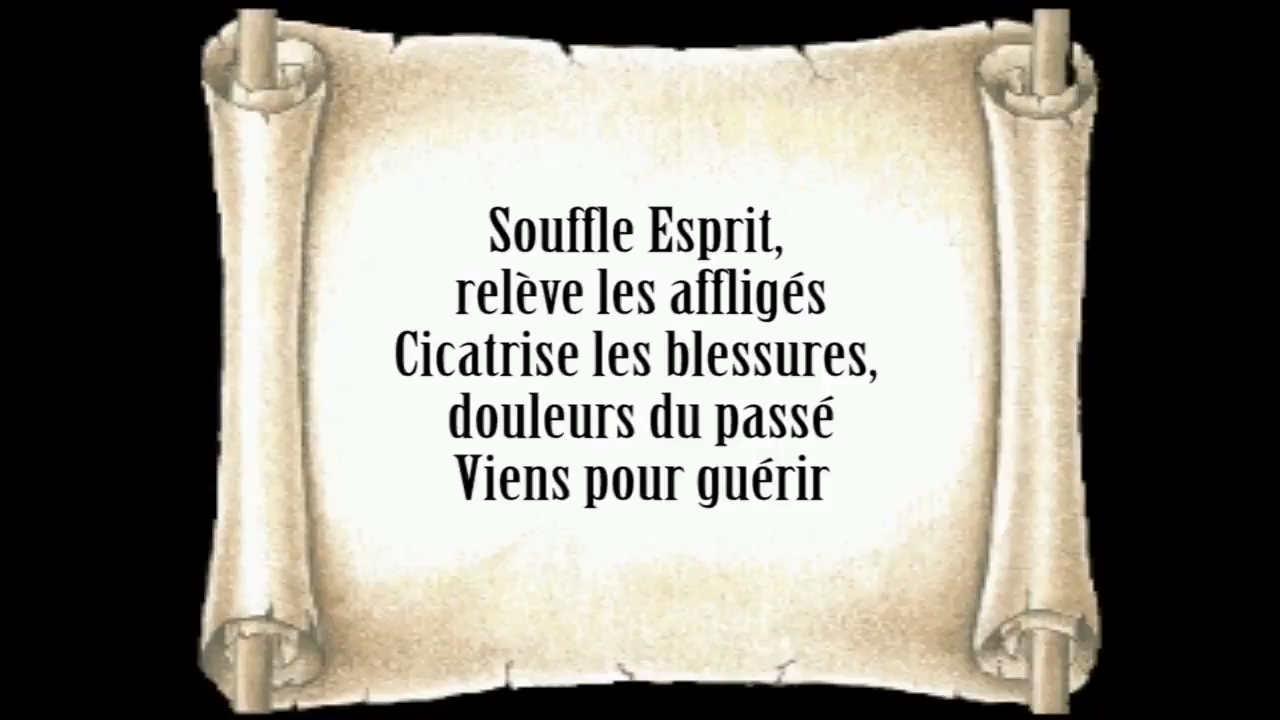 Souffle Esprit,
relève les affligés
Cicatrise les blessures,
douleurs du passé
Viens pour guérir